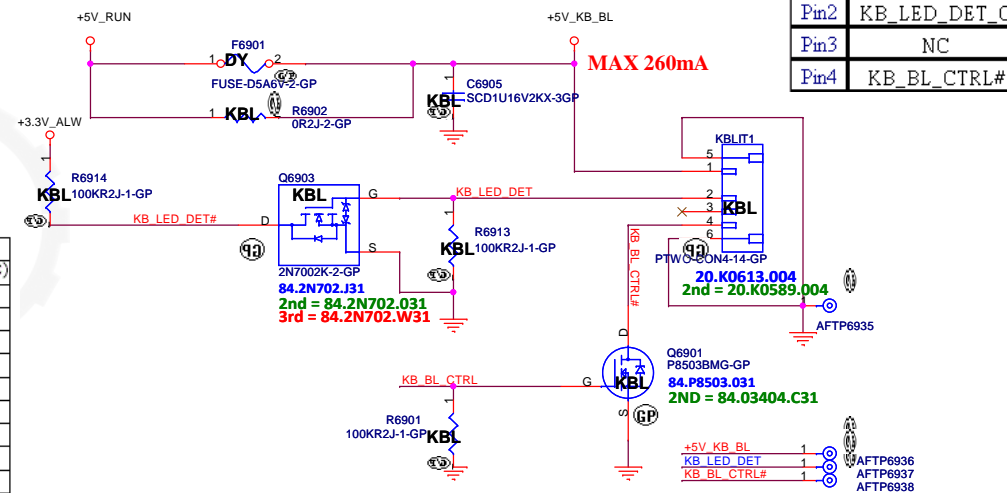 +5V_RUN
+5V_KB_BL
Pin2 KB_LED_DET_C
Pin3 NC
Pin4 KB_BL_CTRL#
F6901
1 DY 2
FUSE-D5A6V-2-GP
MAX 260mA
C6905
SCD1U16V2KX-3GP
KBL
1 KBL
R6902
0R2J-2-GP
+3.3V_ALW
1
R6914
100KR2J-1-GP
KBL
KB_LED_DET#
Q6903
KBL
D
G
S
2N7002K-2-GP
84.2N702.J31
2nd = 84.2N702.031
3rd = 84.2N702.W31
KB_LED_DET
1
R6913
KBL
100KR2J-1-GP
KBLIT1
5
1
2
3
4
6
KBL
PTWO-CON4-14-GP
20.K0613.004
2nd = 20.K0589.004
KB_BL_CTRL#
1
AFTP6935
D
Q6901
P8503BMG-GP
G
KBL
84.P8503.031
2ND = 84.03404.C31
S
GP
KB_BL_CTRL
1
R6901
100KR2J-1-GP
KBL
+5V_KB_BL 1
AFTP6936
KB_LED_DET 1
AFTP6937
KB_BL_CTRL# 1
AFTP6938